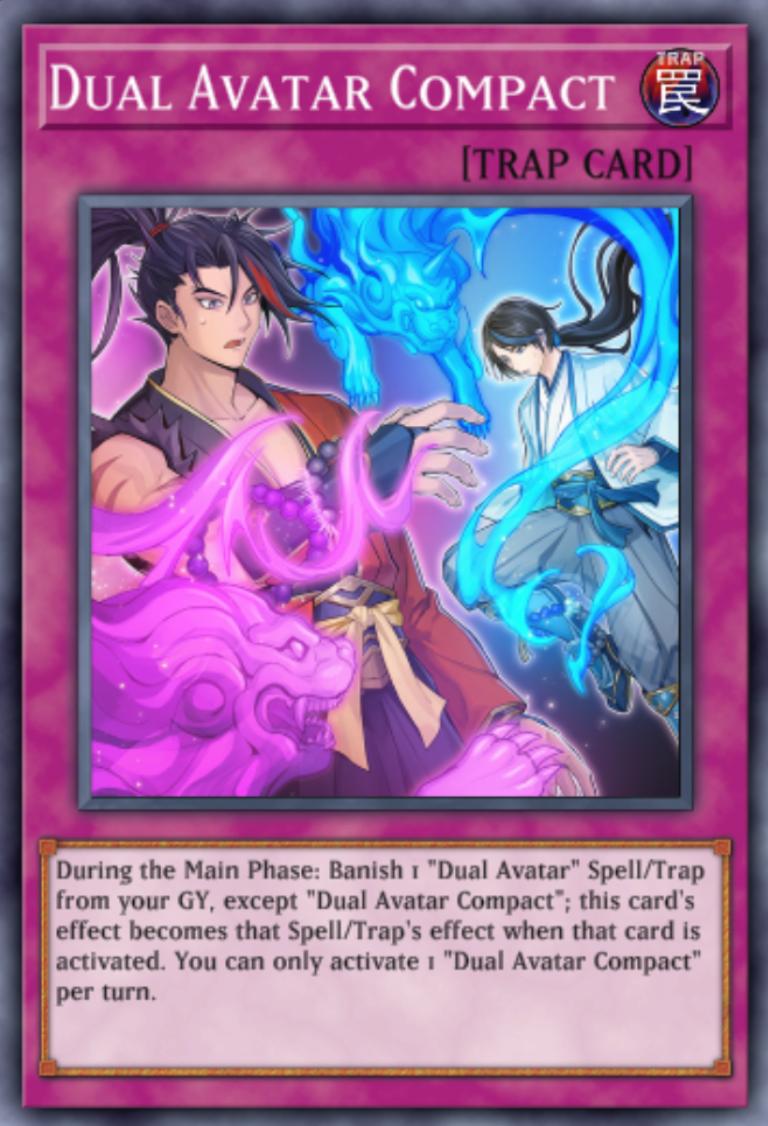 DUAL AVATAR COMPACT
TRAP
罠
[TRAP CARD]
During the Main Phase: Banish 1 "Dual Avatar" Spell/Trap
from your GY, except "Dual Avatar Compact"; this card's
effect becomes that Spell/Trap's effect when that card is
activated. You can only activate 1 "Dual Avatar Compact"
per turn.